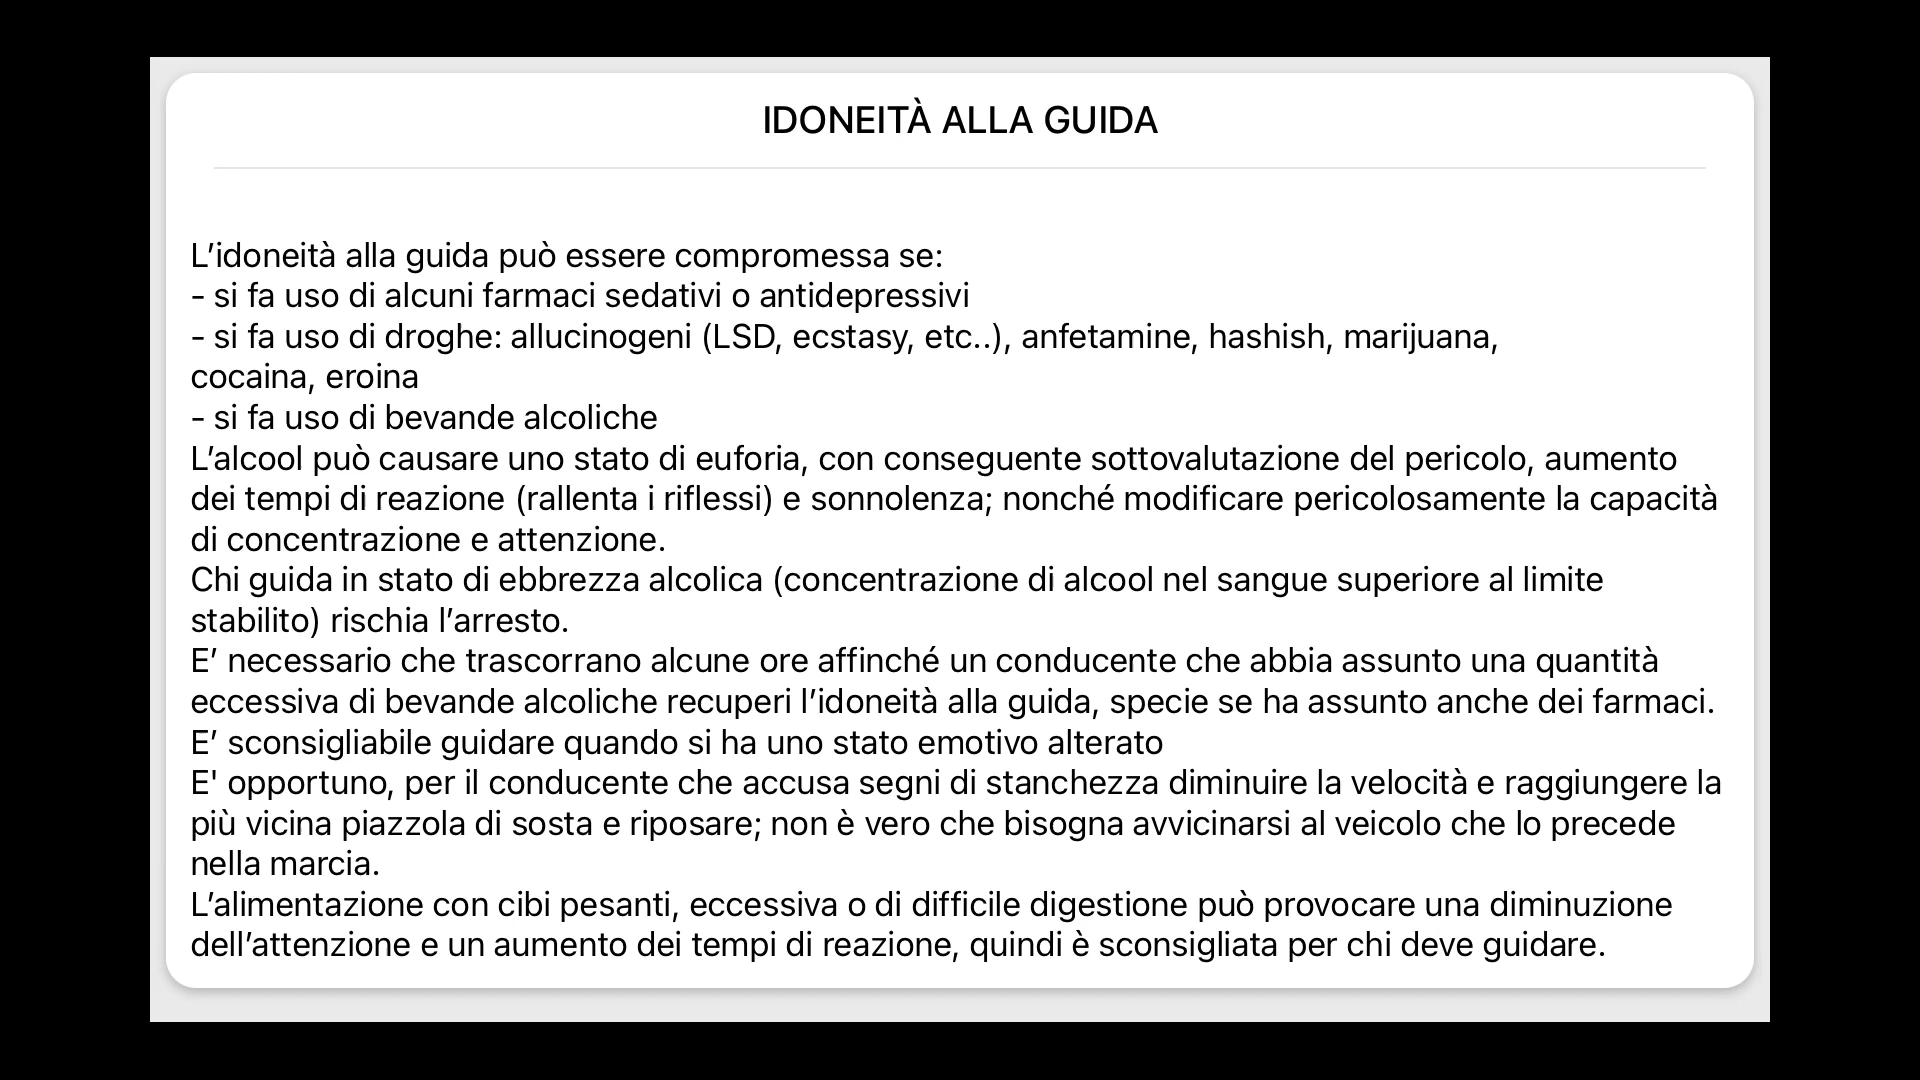 IDONEITÀ ALLA GUIDA
L’idoneità alla guida può essere compromessa se:
- si fa uso di alcuni farmaci sedativi o antidepressivi
- si fa uso di droghe: allucinogeni (LSD, ecstasy, etc..), anfetamine, hashish, marijuana,
cocaina, eroina
- si fa uso di bevande alcoliche
L’alcool può causare uno stato di euforia, con conseguente sottovalutazione del pericolo, aumento
dei tempi di reazione (rallenta i riflessi) e sonnolenza; nonché modificare pericolosamente la capacità
di concentrazione e attenzione.
Chi guida in stato di ebbrezza alcolica (concentrazione di alcool nel sangue superiore al limite
stabilito) rischia l’arresto.
E’ necessario che trascorrano alcune ore affinché un conducente che abbia assunto una quantità
eccessiva di bevande alcoliche recuperi l’idoneità alla guida, specie se ha assunto anche dei farmaci.
E’ sconsigliabile guidare quando si ha uno stato emotivo alterato
E' opportuno, per il conducente che accusa segni di stanchezza diminuire la velocità e raggiungere la
più vicina piazzola di sosta e riposare; non è vero che bisogna avvicinarsi al veicolo che lo precede
nella marcia.
L’alimentazione con cibi pesanti, eccessiva o di difficile digestione può provocare una diminuzione
dell’attenzione e un aumento dei tempi di reazione, quindi è sconsigliata per chi deve guidare.